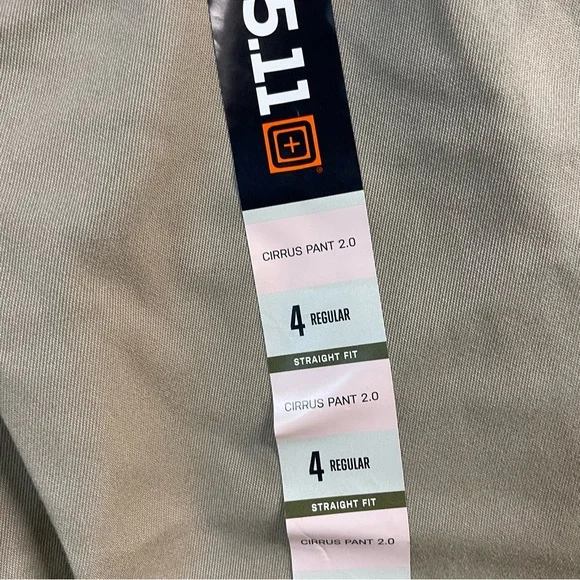 5.11
CIRRUS PANT 2.0
4 REGULAR
STRAIGHT FIT
CIRRUS PANT 2.0
4 REGULAR
STRAIGHT FIT
CIRRUS PANT 2.0